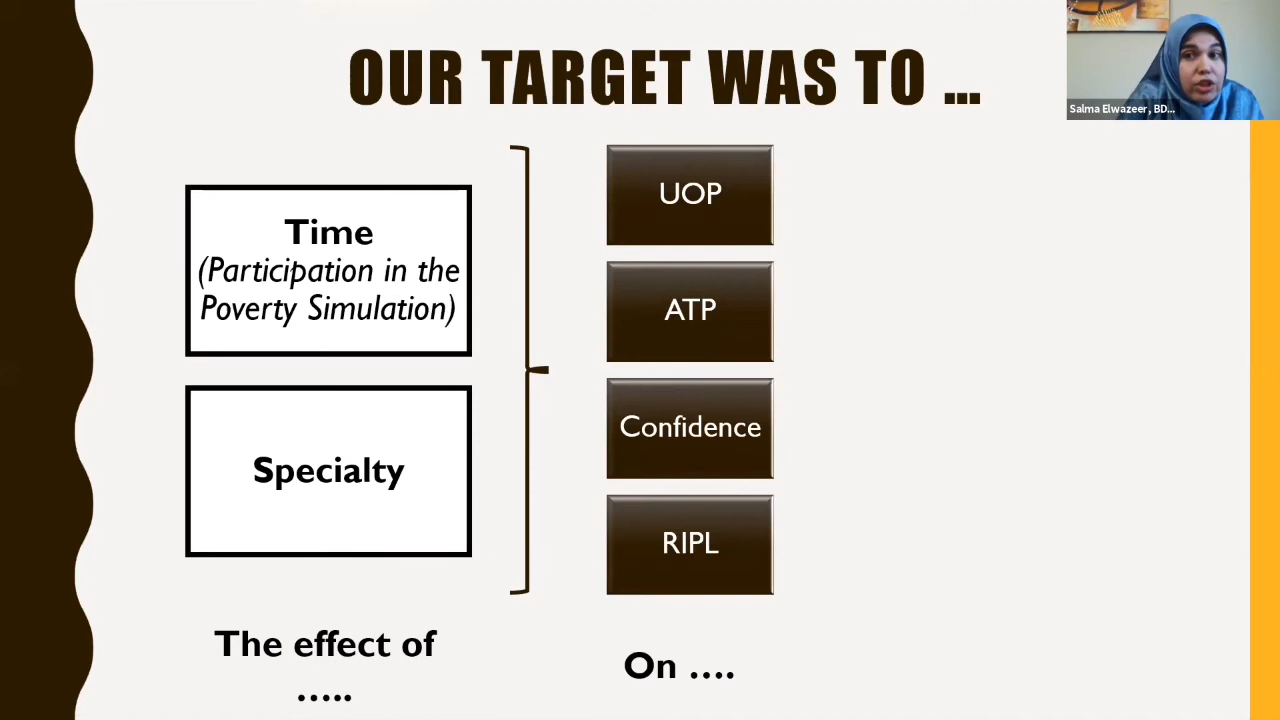 OUR TARGET WAS TO ...
Salma Elwazeer, BD...
Time
(Participation in the
Poverty Simulation)
Specialty
The effect of
.....
UOP
ATP
Confidence
RIPL
On ....